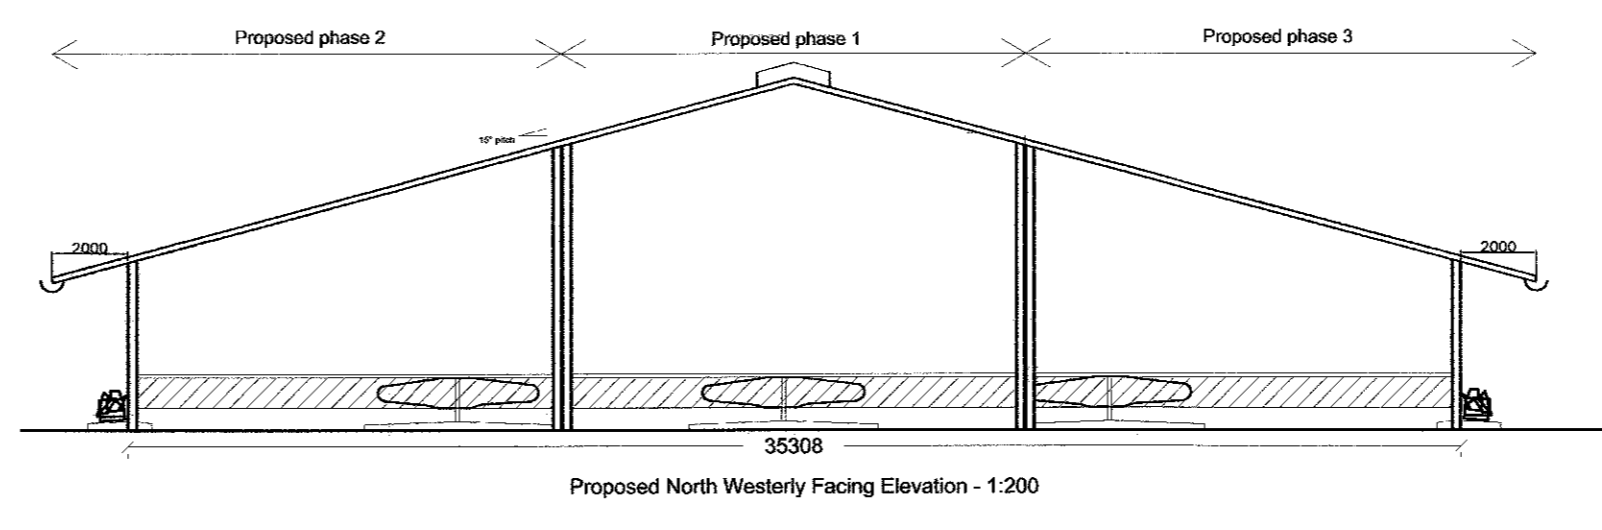 Proposed phase 2
Proposed phase 1
Proposed phase 3
15° pitch
2000
2000
35308
Proposed North Westerly Facing Elevation - 1:200